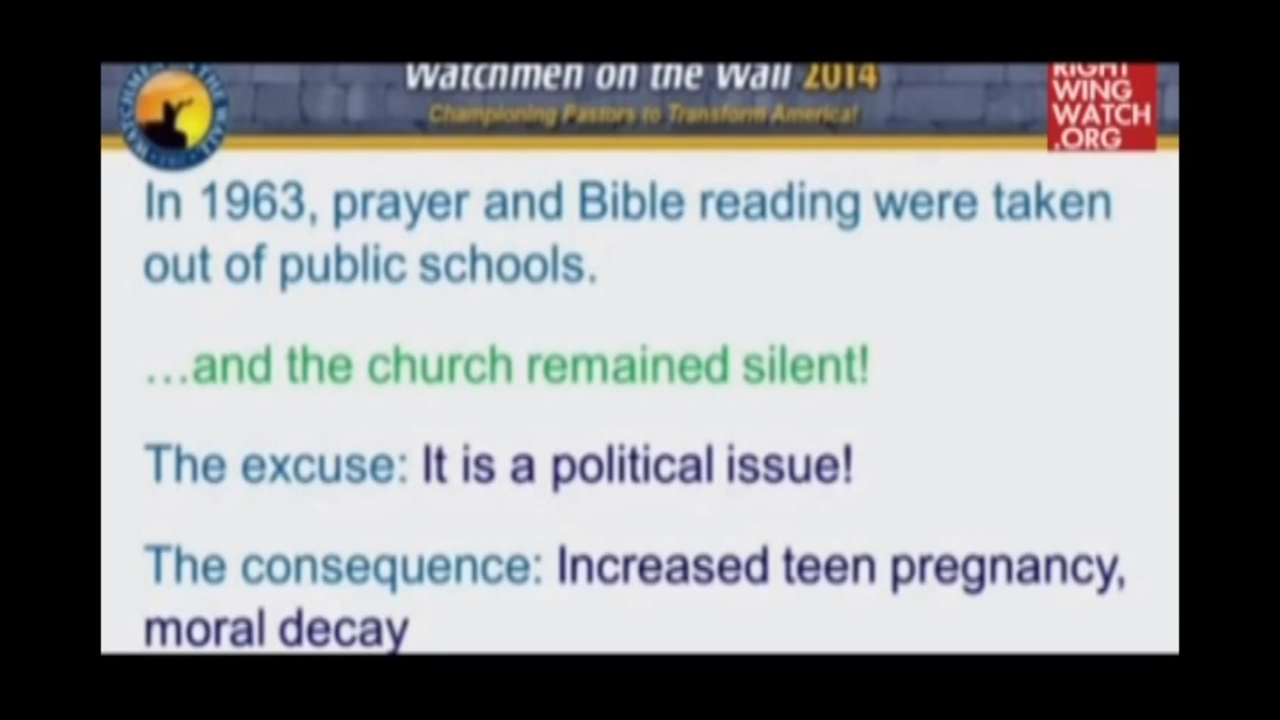 Watchmen on the Wall 2014
Championing Pastors to Transform America!
RIGHT
WING
WATCH
.ORG
In 1963, prayer and Bible reading were taken
out of public schools.
...and the church remained silent!
The excuse: It is a political issue!
The consequence: Increased teen pregnancy,
moral decay